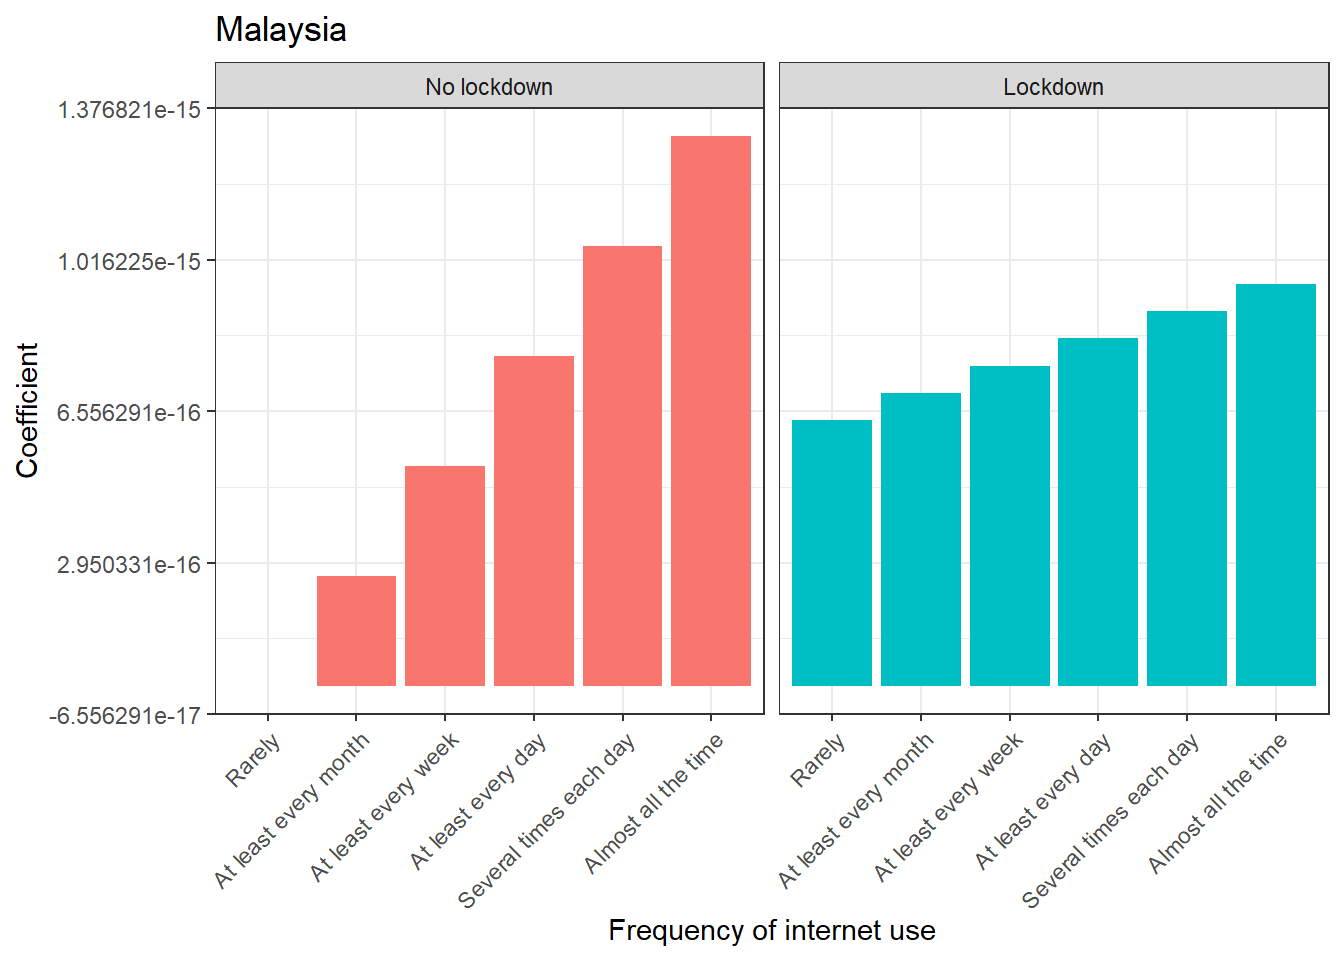 Malaysia
No lockdown
Lockdown
1.376821e-15
1.016225e-15
6.556291e-16
2.950331e-16
-6.556291e-17
Coefficient
Rarely
At least every month
At least every week
At least every day
Several times each day
Almost all the time
Rarely
At least every month
At least every week
At least every day
Several times each day
Almost all the time
Frequency of internet use